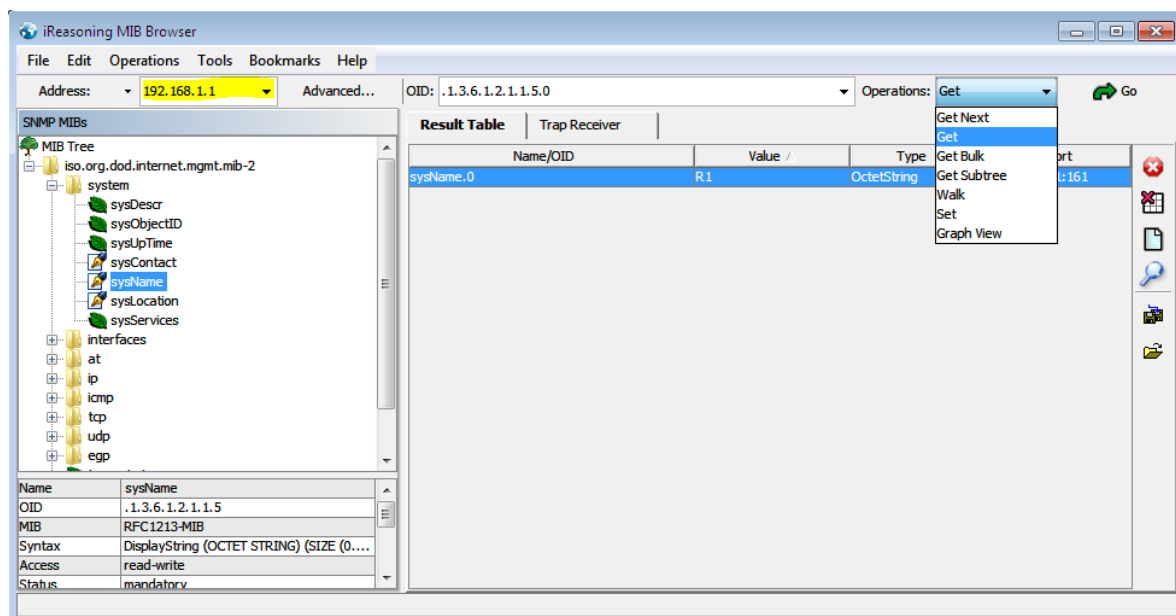 iReasoning MIB Browser
File Edit Operations Tools Bookmarks Help
Address: 192.168.1.1 Advanced... OID: .1.3.6.1.2.1.1.5.0 Operations: Get Go
SNMP MIBs
MIB Tree
iso.org.dod.internet.mgmt.mib-2
system
sysDescr
sysObjectID
sysUpTime
sysContact
sysName
sysLocation
sysServices
interfaces
at
ip
icmp
tcp
udp
egp
Name sysName
OID .1.3.6.1.2.1.1.5
MIB RFC1213-MIB
Syntax DisplayString (OCTET STRING) (SIZE (0....
Access read-write
Status mandatory
Result Table Trap Receiver
Name/OID Value Type ort
sysName.0 R1 OctetString 1:161
Get Next
Get
Get Bulk
Get Subtree
Walk
Set
Graph View